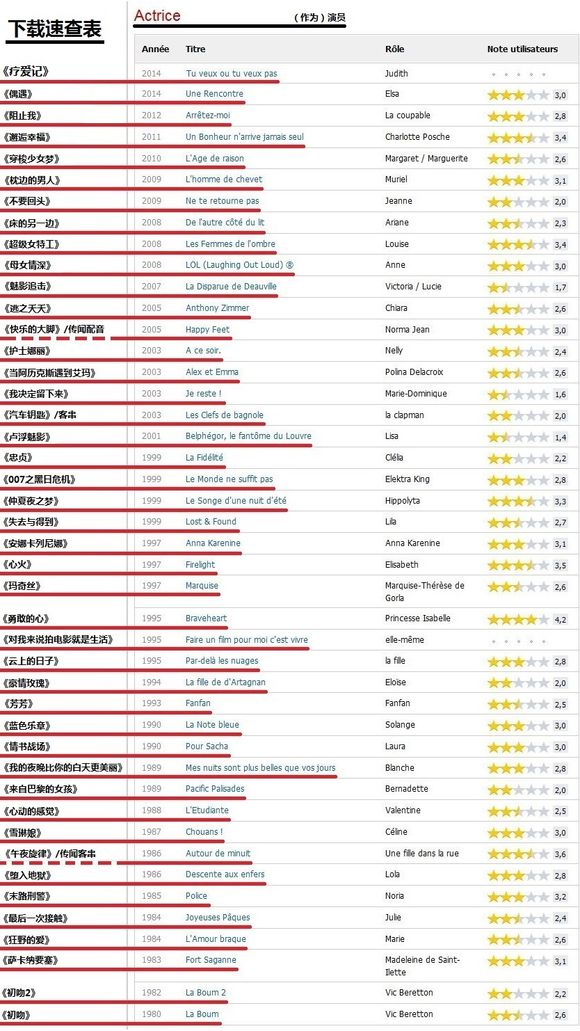 下载速查表 Actrice （作为）演员
Année Titre Rôle Note utilisateurs
《疗爱记》 2014 Tu veux ou tu veux pas Judith
《偶遇》 2014 Une Rencontre Elsa 3,0
《阻止我》 2012 Arrêtez-moi La coupable 2,8
《邂逅幸福》 2011 Un Bonheur n'arrive jamais seul Charlotte Posche 3,4
《穿梭少女梦》 2010 L'Age de raison Margaret / Marguerite 2,6
《枕边的男人》 2009 L'homme de chevet Muriel 3,1
《不要回头》 2009 Ne te retourne pas Jeanne 2,0
《床的另一边》 2008 De l'autre côté du lit Ariane 2,3
《超级女特工》 2008 Les Femmes de l'ombre Louise 3,4
《母女情深》 2008 LOL (Laughing Out Loud) ® Anne 3,0
《魅影追击》 2007 La Disparue de Deauville Victoria / Lucie 1,7
《逃之夭夭》 2005 Anthony Zimmer Chiara 2,6
《快乐的大脚》/传闻配音 2005 Happy Feet Norma Jean 3,0
《护士娜丽》 2003 A ce soir. Nelly 2,4
《当阿历克斯遇到艾玛》 2003 Alex et Emma Polina Delacroix 2,6
《我决定留下来》 2003 Je reste ! Marie-Dominique 1,6
《汽车钥匙》/客串 2003 Les Clefs de bagnole la clapman 2,0
《卢浮魅影》 2001 Belphégor, le fantôme du Louvre Lisa 1,4
《忠贞》 1999 La Fidélité Clélia 2,2
《007之黑日危机》 1999 Le Monde ne suffit pas Elektra King 2,8
《仲夏夜之梦》 1999 Le Songe d'une nuit d'été Hippolyta 3,3
《失去与得到》 1999 Lost & Found Lila 2,7
《安娜卡列尼娜》 1997 Anna Karenine Anna Karenine 3,1
《心火》 1997 Firelight Elisabeth 3,5
《玛奇丝》 1997 Marquise Marquise-Thérèse de 2,6
Gorla
《勇敢的心》 1995 Braveheart Princesse Isabelle 4,2
《对我来说拍电影就是生活》 1995 Faire un film pour moi c'est vivre elle-même
《云上的日子》 1995 Par-delà les nuages la fille 2,8
《豪情玫瑰》 1994 La fille de d'Artagnan Eloïse 2,0
《芳芳》 1993 Fanfan Fanfan 2,5
《蓝色乐章》 1990 La Note bleue Solange 3,0
《情书战场》 1990 Pour Sacha Laura 3,0
《我的夜晚比你的白天更美丽》 1989 Mes nuits sont plus belles que vos jours Blanche 2,8
《来自巴黎的女孩》 1989 Pacific Palisades Bernadette 2,0
《心动的感觉》 1988 L'Etudiante Valentine 2,5
《雪淋娘》 1987 Chouans ! Céline 3,0
《午夜旋律》/传闻客串 1986 Autour de minuit Une fille dans la rue 3,6
《堕入地狱》 1986 Descente aux enfers Lola 2,8
《末路刑警》 1985 Police Noria 3,2
《最后一次接触》 1984 Joyeuses Pâques Julie 2,4
《狂野的爱》 1984 L'Amour braque Marie 2,6
《萨卡纳要塞》 1983 Fort Saganne Madeleine de Saint- 3,1
Ilette
《初吻2》 1982 La Boum 2 Vic Beretton 2,2
《初吻》 1980 La Boum Vic Beretton 2,6